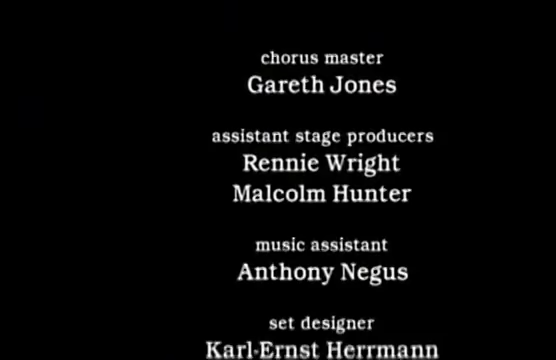 chorus master
Gareth Jones
assistant stage producers
Rennie Wright
Malcolm Hunter
music assistant
Anthony Negus
set designer
Karl-Ernst Herrmann